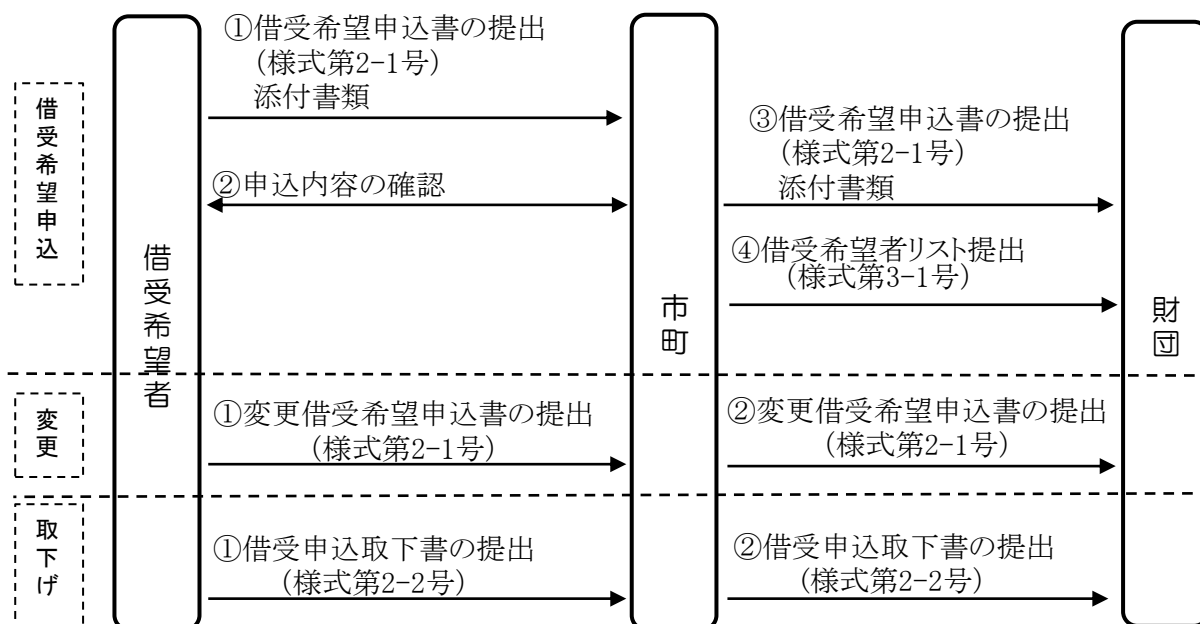 借受希望申込
借受希望者
①借受希望申込書の提出
(様式第2-1号)
添付書類
②申込内容の確認
市町
③借受希望申込書の提出
(様式第2-1号)
添付書類
④借受希望者リスト提出
(様式第3-1号)
財団
変更
①変更借受希望申込書の提出
(様式第2-1号)
②変更借受希望申込書の提出
(様式第2-1号)
取下げ
①借受申込取下書の提出
(様式第2-2号)
②借受申込取下書の提出
(様式第2-2号)